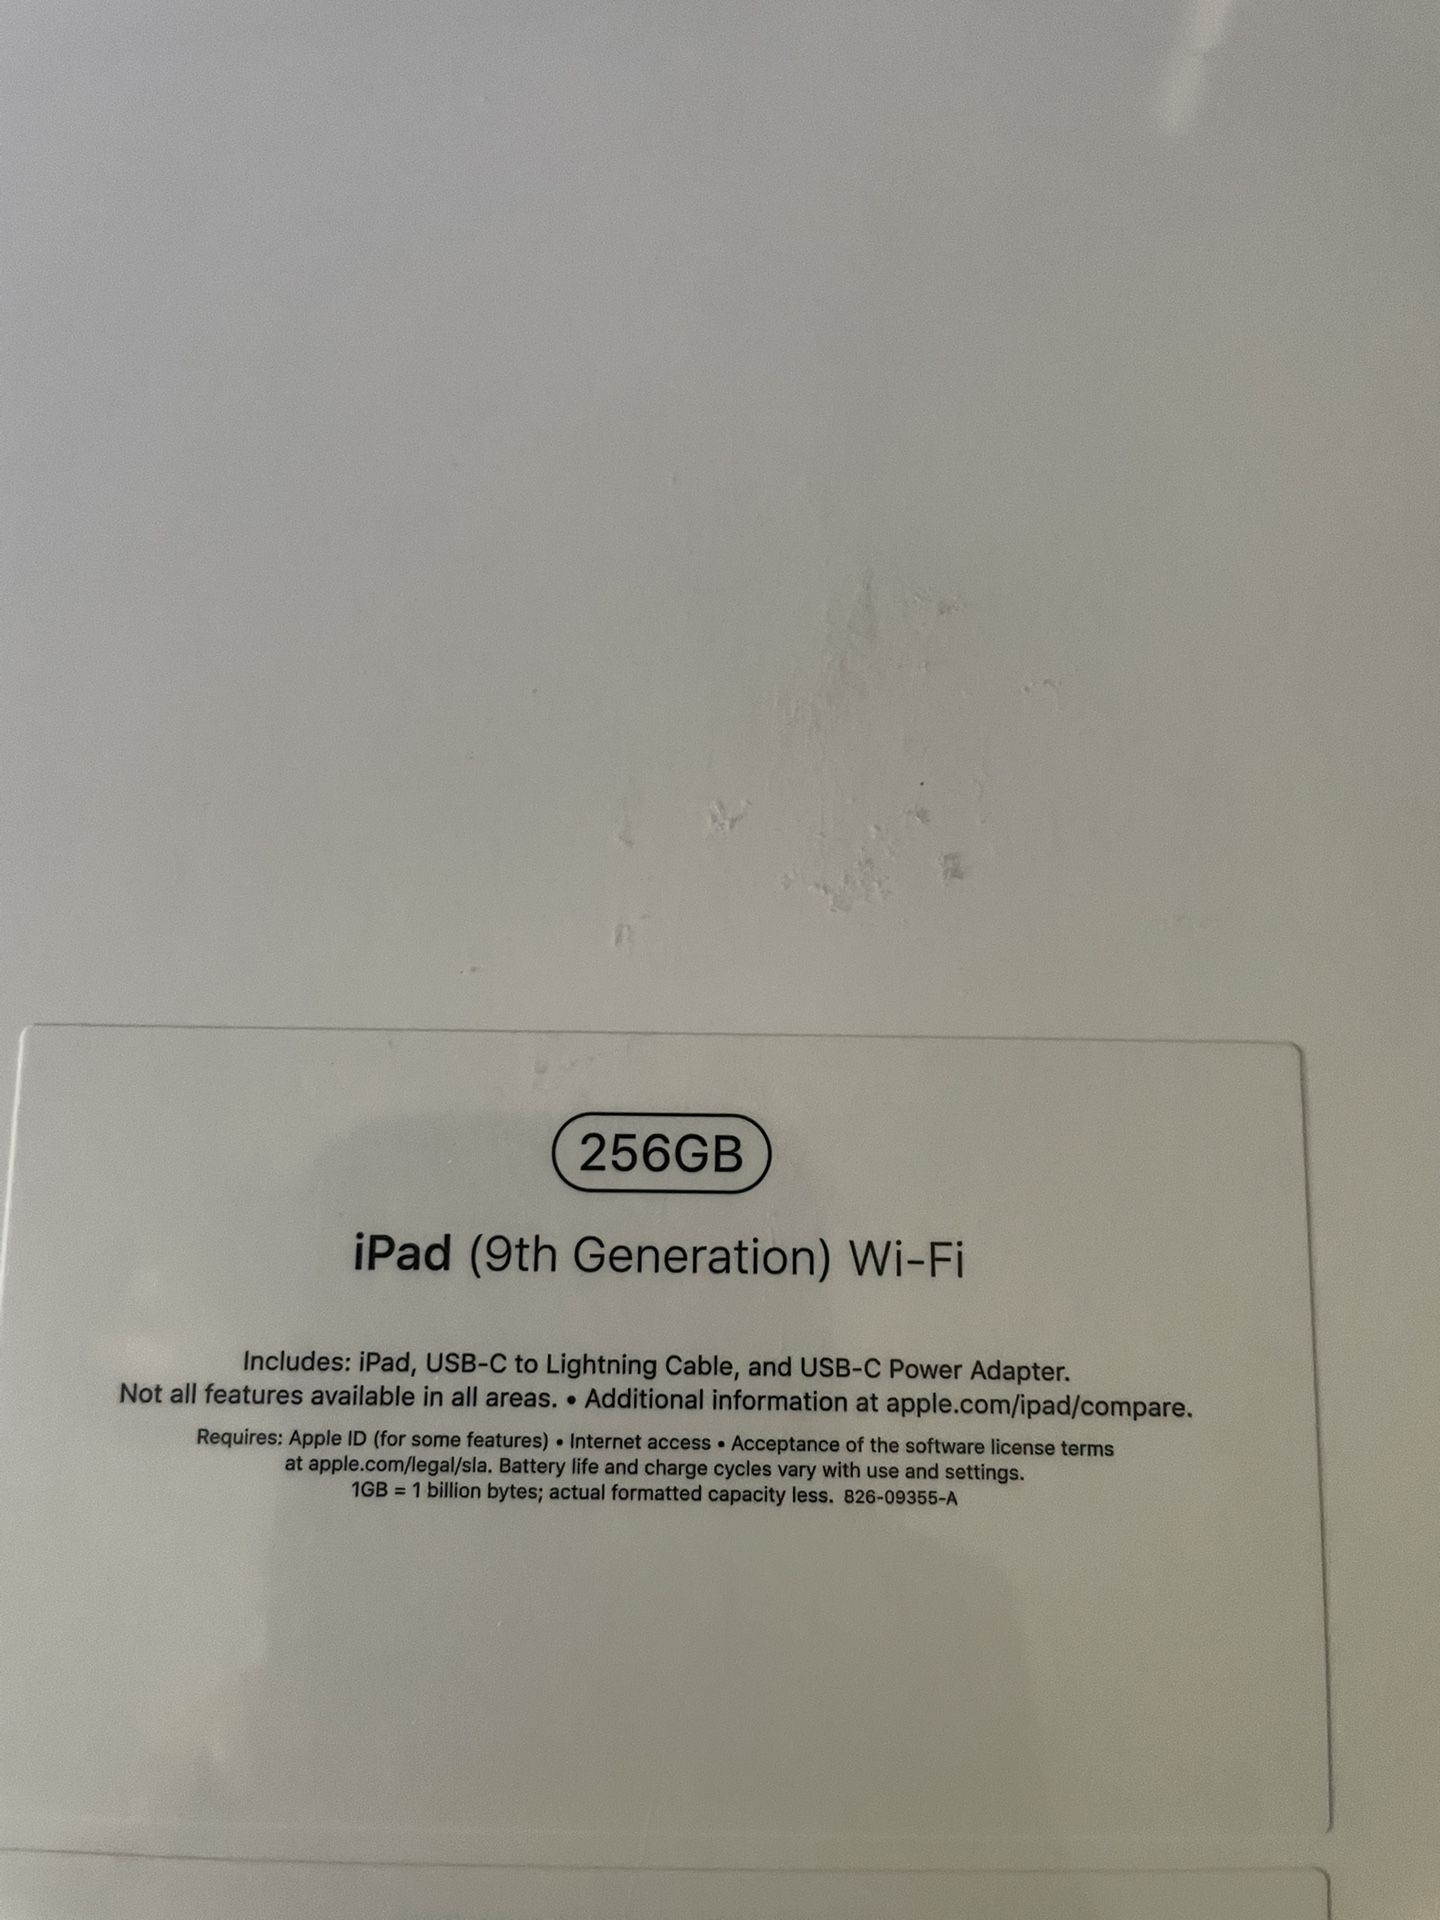 256GB
iPad (9th Generation) Wi-Fi
Includes: iPad, USB-C to Lightning Cable, and USB-C Power Adapter.
Not all features available in all areas. • Additional information at apple.com/ipad/compare.
Requires: Apple ID (for some features) • Internet access • Acceptance of the software license terms
at apple.com/legal/sla. Battery life and charge cycles vary with use and settings.
1GB = 1 billion bytes; actual formatted capacity less. 826-09355-A